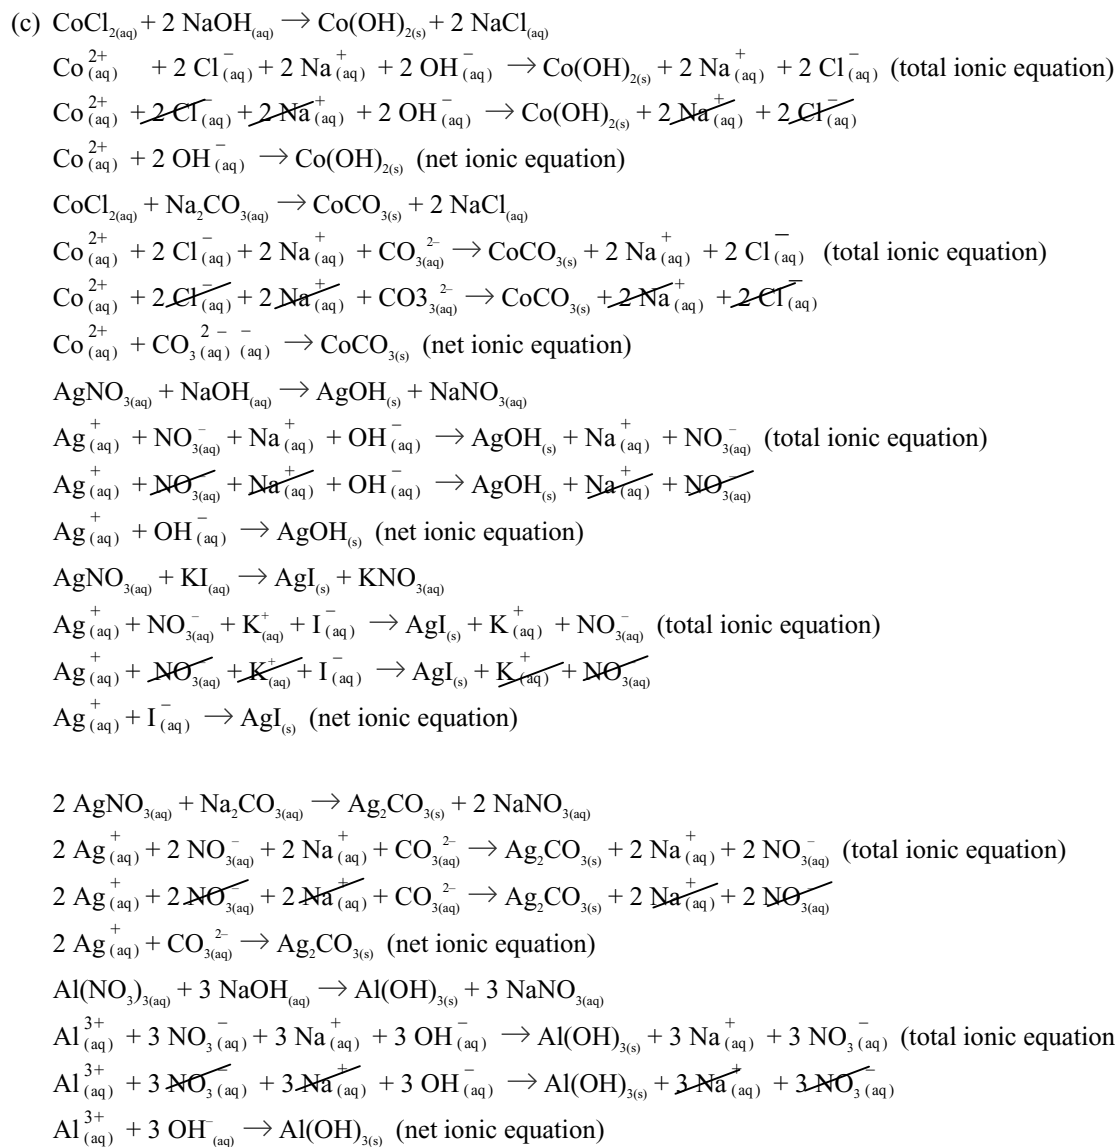 (c) CoCl₂(aq) + 2 NaOH(aq) → Co(OH)₂(s) + 2 NaCl(aq)
Co²⁺(aq) + 2 Cl⁻(aq) + 2 Na⁺(aq) + 2 OH⁻(aq) → Co(OH)₂(s) + 2 Na⁺(aq) + 2 Cl⁻(aq) (total ionic equation)
Co²⁺(aq) + 2 Cl⁻(aq) + 2 Na⁺(aq) + 2 OH⁻(aq) → Co(OH)₂(s) + 2 Na⁺(aq) + 2 Cl⁻(aq)
Co²⁺(aq) + 2 OH⁻(aq) → Co(OH)₂(s) (net ionic equation)
CoCl₂(aq) + Na₂CO₃(aq) → CoCO₃(s) + 2 NaCl(aq)
Co²⁺(aq) + 2 Cl⁻(aq) + 2 Na⁺(aq) + CO₃²⁻(aq) → CoCO₃(s) + 2 Na⁺(aq) + 2 Cl⁻(aq) (total ionic equation)
Co²⁺(aq) + 2 Cl⁻(aq) + 2 Na⁺(aq) + CO3₃²⁻(aq) → CoCO₃(s) + 2 Na⁺(aq) + 2 Cl⁻(aq)
Co²⁺(aq) + CO₃²⁻(aq)⁻(aq) → CoCO₃(s) (net ionic equation)
AgNO₃(aq) + NaOH(aq) → AgOH(s) + NaNO₃(aq)
Ag⁺(aq) + NO₃⁻(aq) + Na⁺(aq) + OH⁻(aq) → AgOH(s) + Na⁺(aq) + NO₃⁻(aq) (total ionic equation)
Ag⁺(aq) + NO₃⁻(aq) + Na⁺(aq) + OH⁻(aq) → AgOH(s) + Na⁺(aq) + NO₃⁻(aq)
Ag⁺(aq) + OH⁻(aq) → AgOH(s) (net ionic equation)
AgNO₃(aq) + KI(aq) → AgI(s) + KNO₃(aq)
Ag⁺(aq) + NO₃⁻(aq) + K⁺(aq) + I⁻(aq) → AgI(s) + K⁺(aq) + NO₃⁻(aq) (total ionic equation)
Ag⁺(aq) + NO₃⁻(aq) + K⁺(aq) + I⁻(aq) → AgI(s) + K⁺(aq) + NO₃⁻(aq)
Ag⁺(aq) + I⁻(aq) → AgI(s) (net ionic equation)
2 AgNO₃(aq) + Na₂CO₃(aq) → Ag₂CO₃(s) + 2 NaNO₃(aq)
2 Ag⁺(aq) + 2 NO₃⁻(aq) + 2 Na⁺(aq) + CO₃²⁻(aq) → Ag₂CO₃(s) + 2 Na⁺(aq) + 2 NO₃⁻(aq) (total ionic equation)
2 Ag⁺(aq) + 2 NO₃⁻(aq) + 2 Na⁺(aq) + CO₃²⁻(aq) → Ag₂CO₃(s) + 2 Na⁺(aq) + 2 NO₃⁻(aq)
2 Ag⁺(aq) + CO₃²⁻(aq) → Ag₂CO₃(s) (net ionic equation)
Al(NO₃)₃(aq) + 3 NaOH(aq) → Al(OH)₃(s) + 3 NaNO₃(aq)
Al³⁺(aq) + 3 NO₃⁻(aq) + 3 Na⁺(aq) + 3 OH⁻(aq) → Al(OH)₃(s) + 3 Na⁺(aq) + 3 NO₃⁻(aq) (total ionic equation
Al³⁺(aq) + 3 NO₃⁻(aq) + 3 Na⁺(aq) + 3 OH⁻(aq) → Al(OH)₃(s) + 3 Na⁺(aq) + 3 NO₃⁻(aq)
Al³⁺(aq) + 3 OH⁻(aq) → Al(OH)₃(s) (net ionic equation)